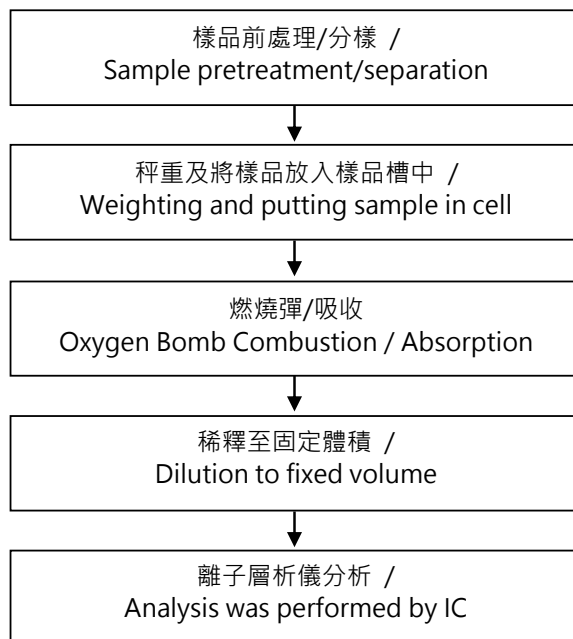 樣品前處理/分樣 /
Sample pretreatment/separation
秤重及將樣品放入樣品槽中 /
Weighting and putting sample in cell
燃燒彈/吸收
Oxygen Bomb Combustion / Absorption
稀釋至固定體積 /
Dilution to fixed volume
離子層析儀分析 /
Analysis was performed by IC